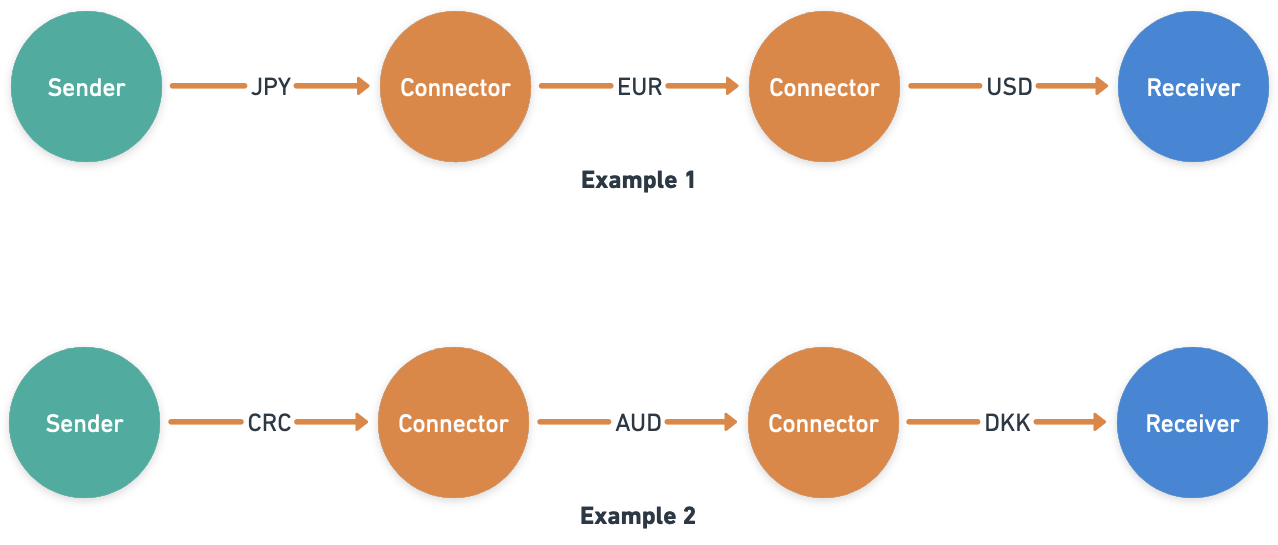 Sender JPY Connector EUR Connector USD Receiver
Example 1
Sender CRC Connector AUD Connector DKK Receiver
Example 2